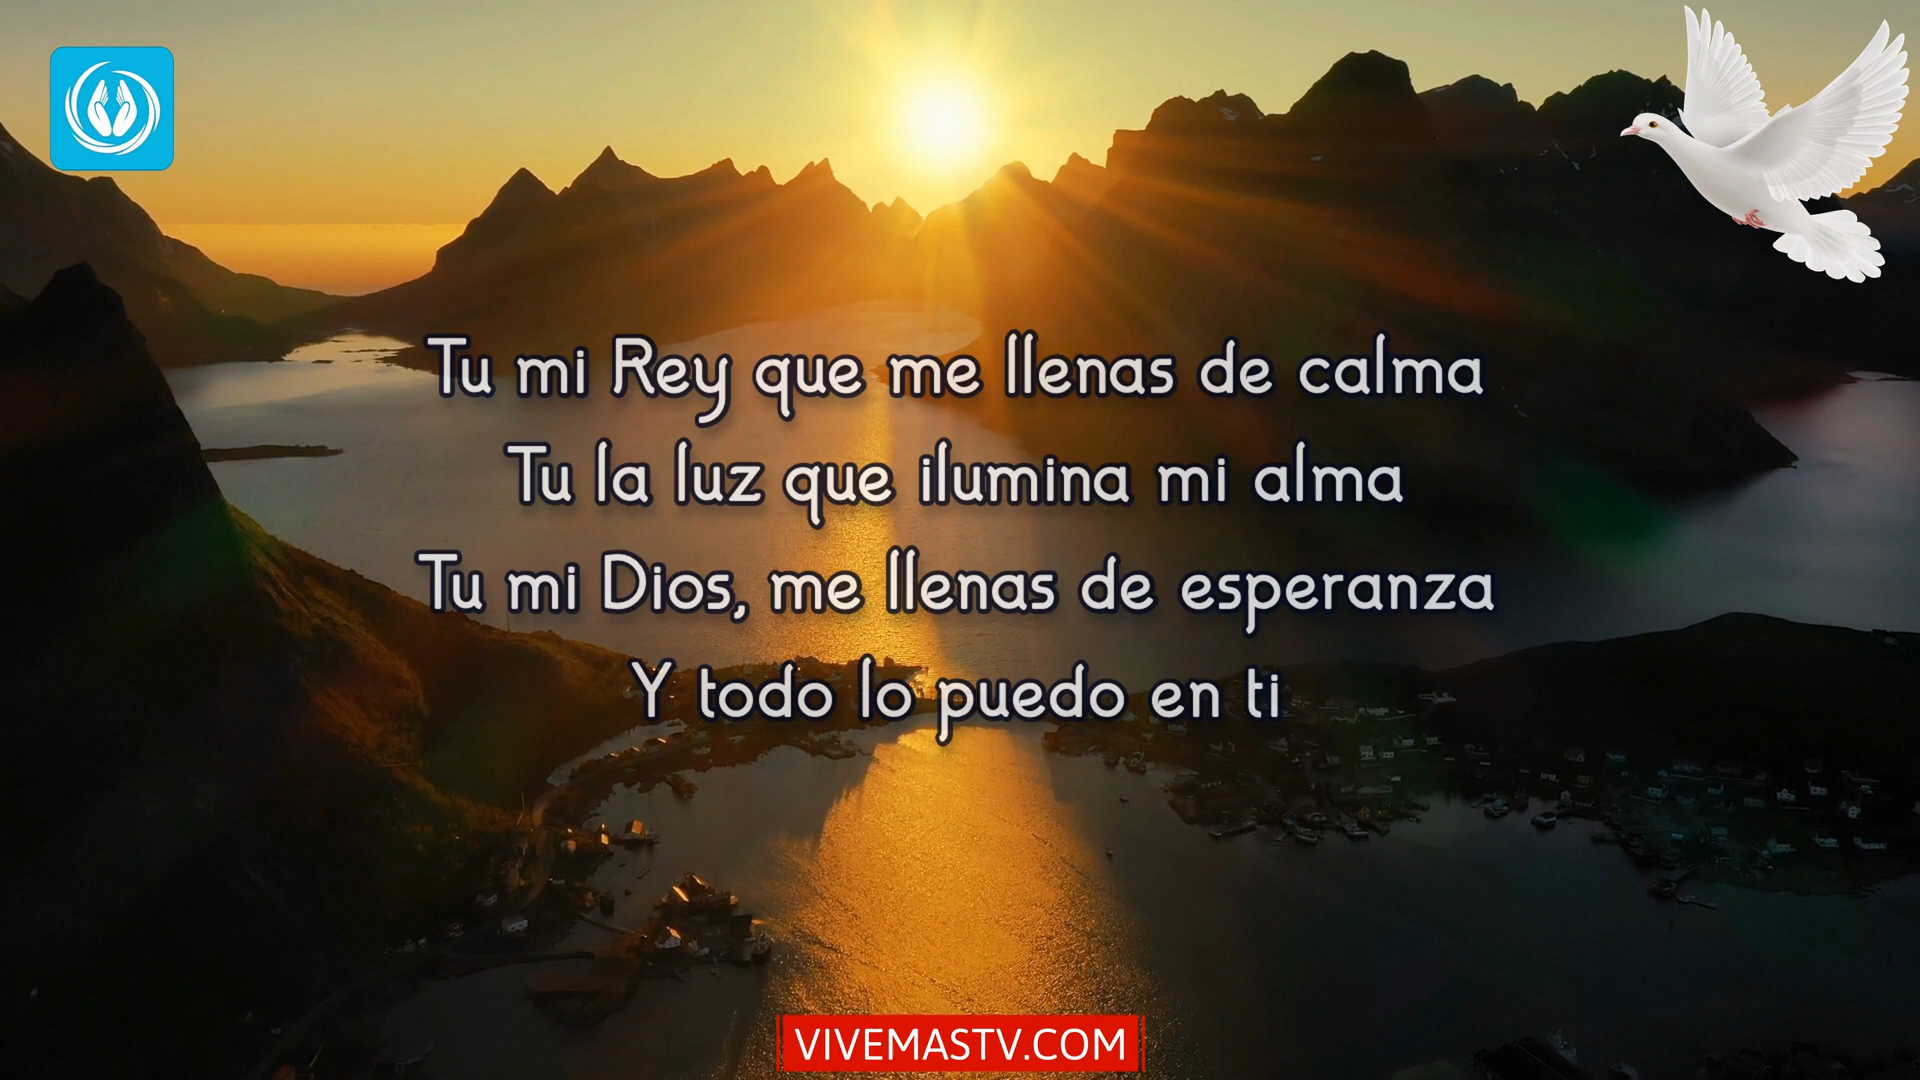 Tu mi Rey que me llenas de calma
Tu la luz que ilumina mi alma
Tu mi Dios, me llenas de esperanza
Y todo lo puedo en ti
VIVEMASTV.COM